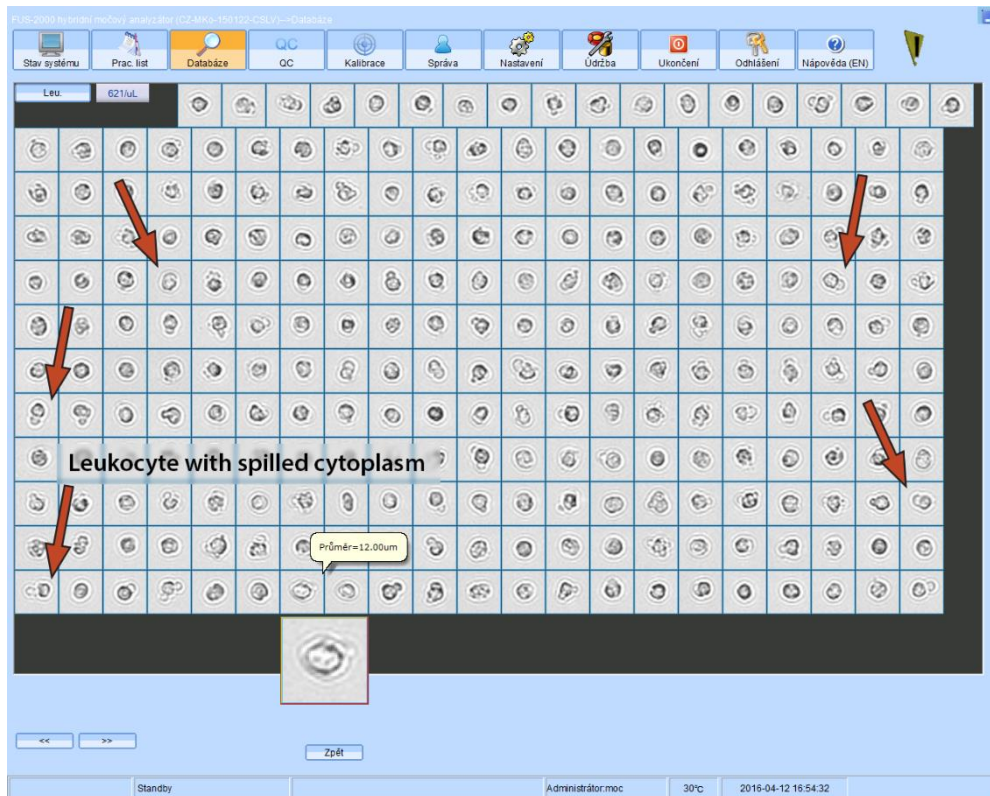 FUS-2000 hybridní močový analyzátor (CZ-MKo-150122-CSLV)-->Databáze
Stav systému
Prac. list
Databáze
QC
QC
Kalibrace
Správa
Nastavení
Údržba
Ukončení
Odhlášení
Nápověda (EN)
Leu.
621/uL
Leukocyte with spilled cytoplasm
Průměr=12.00um
<<
>>
Zpět
Standby
Administrátor.moc
30°C
2016-04-12 16:54:32